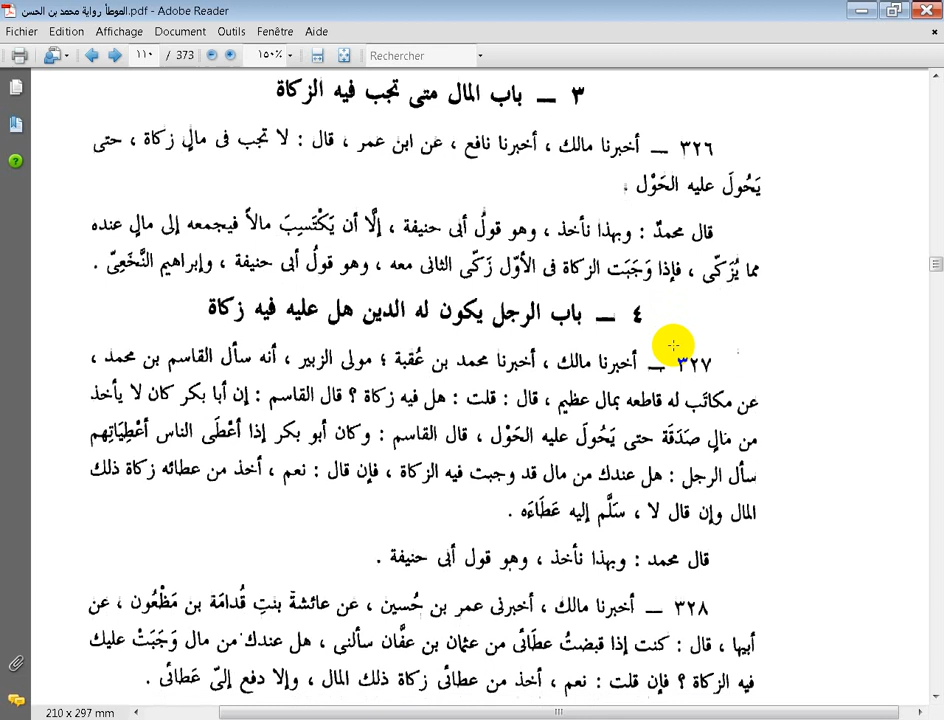 الموطأ رواية محمد بن الحسن.pdf - Adobe Reader
Fichier Edition Affichage Document Outils Fenêtre Aide
١١٠ / 373 ١٥٠٪ Rechercher
٣ — باب المال متى تجب فيه الزكاة
٣٢٦ — أخبرنا مالك ، أخبرنا نافع ، عن ابن عمر ، قال : لا تجب فى مالٍ زكاة ، حتى
يَحُولَ عليه الحَوْل .
قال محمدٌ : وبهذا نأخذ ، وهو قولُ أبى حنيفة ، إلَّا أن يَكْتَسِبَ مالاً فيجمعه إلى مالٍ عنده
مما يُزَكّى ، فإذا وَجَبَت الزكاة فى الأوّل زَكّى الثانى معه ، وهو قولُ أبى حنيفة ، وإبراهيم النَّخَعِىّ .
٤ — باب الرجل يكون له الدين هل عليه فيه زكاة
٣٢٧ — أخبرنا مالك ، أخبرنا محمد بن عُقبة ؛ مولى الزبير ، أنه سأل القاسم بن محمد ،
عن مكاتَب له قاطعه بمال عظيم ، قال : قلت : هل فيه زكاة ؟ قال القاسم : إن أبا بكر كان لا يأخذ
من مالٍ صَدَقَة حتى يَحُولَ عليه الحَوْل ، قال القاسم : وكان أبو بكر إذا أعْطَى الناس أعْطِيَاتِهم
سأل الرجل : هل عندك من مال قد وجبت فيه الزكاة ، فإن قال : نعم ، أخذ من عطائه زكاة ذلك
المال وإن قال لا ، سَلَّم إليه عَطَاءَه .
قال محمد : وبهذا نأخذ ، وهو قول أبى حنيفة .
٣٢٨ — أخبرنا مالك ، أخبرنى عمر بن حُسين ، عن عائشة بنتِ قُدامَة بن مَظْعُون ، عن
أبيها ، قال : كنت إذا قبضتُ عطَائى من عثمان بن عفَّان سألنى ، هل عندك من مال وَجَبَتْ عليك
فيه الزكاة ؟ فإن قلت : نعم ، أخذ من عطائى زكاة ذلك المال ، وإلا دفع إلىّ عَطائى .
210 x 297 mm